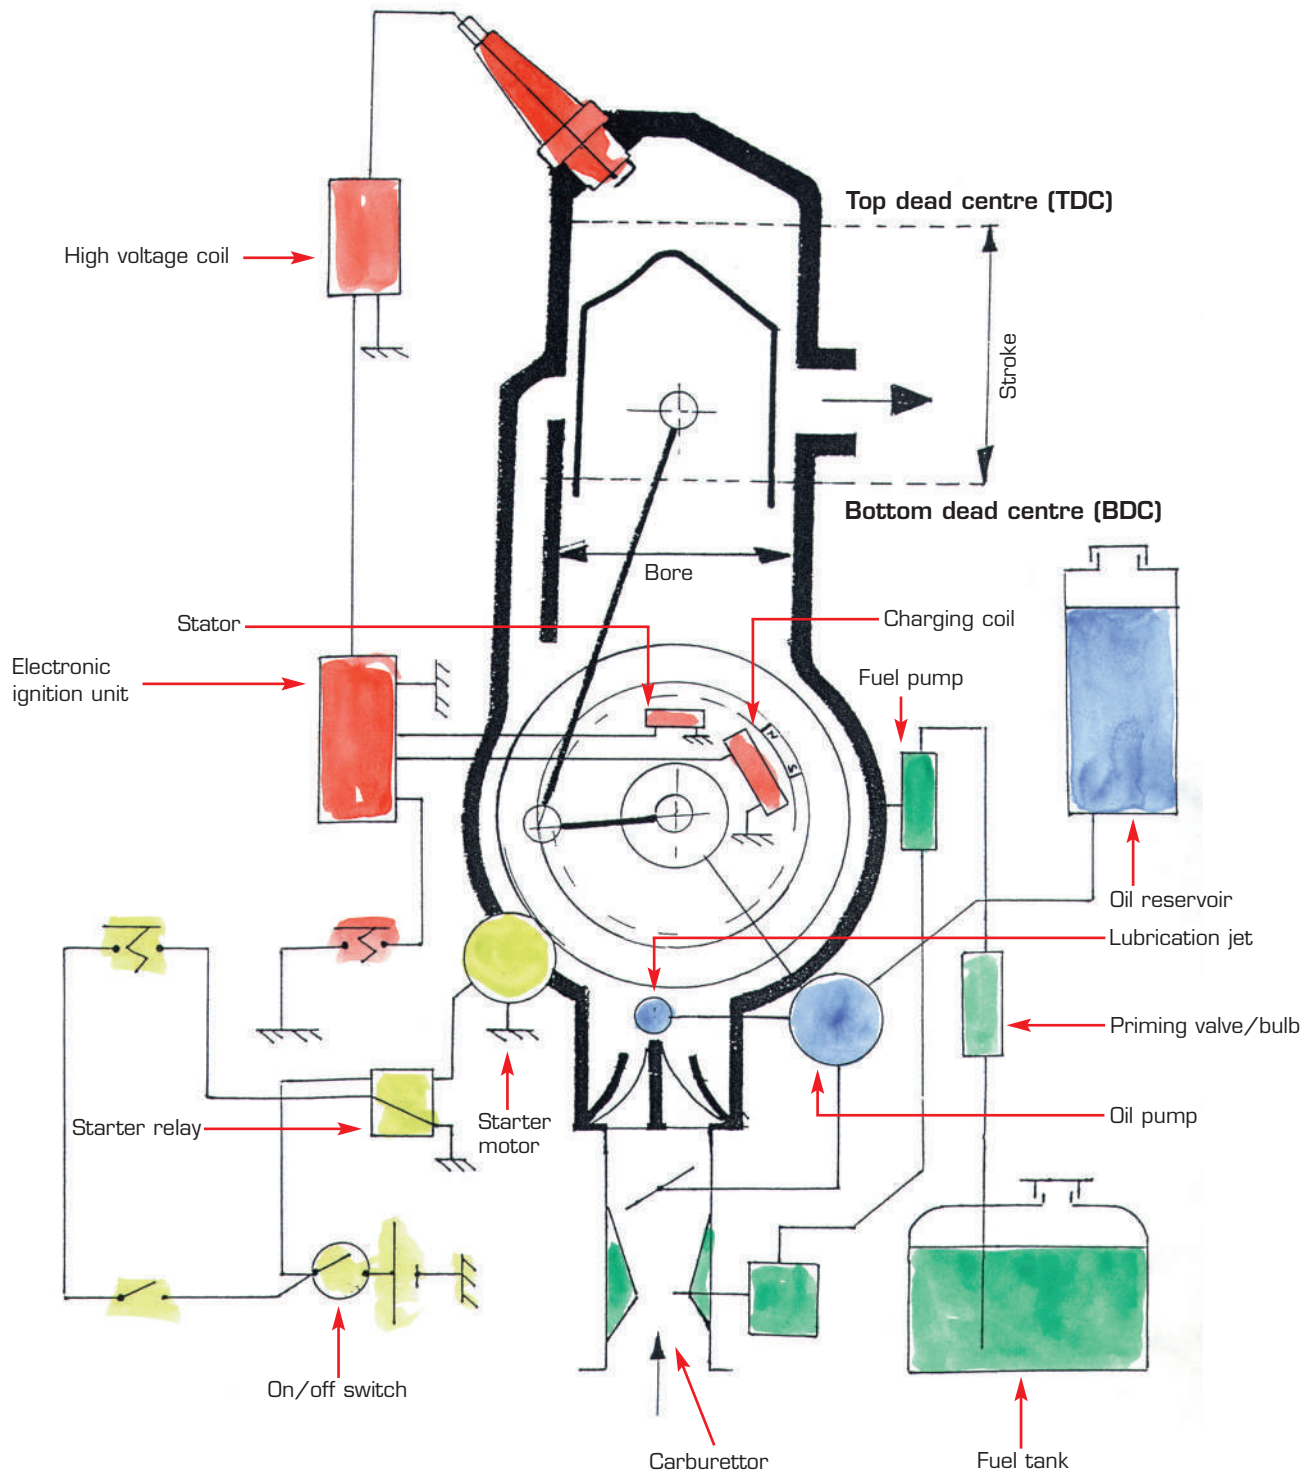 Top dead centre (TDC)
High voltage coil
Stroke
Bottom dead centre (BDC)
Bore
Stator
Charging coil
Electronic
ignition unit
Fuel pump
N
S
Oil reservoir
Lubrication jet
Priming valve/bulb
Oil pump
Starter relay
Starter
motor
On/off switch
Carburettor
Fuel tank